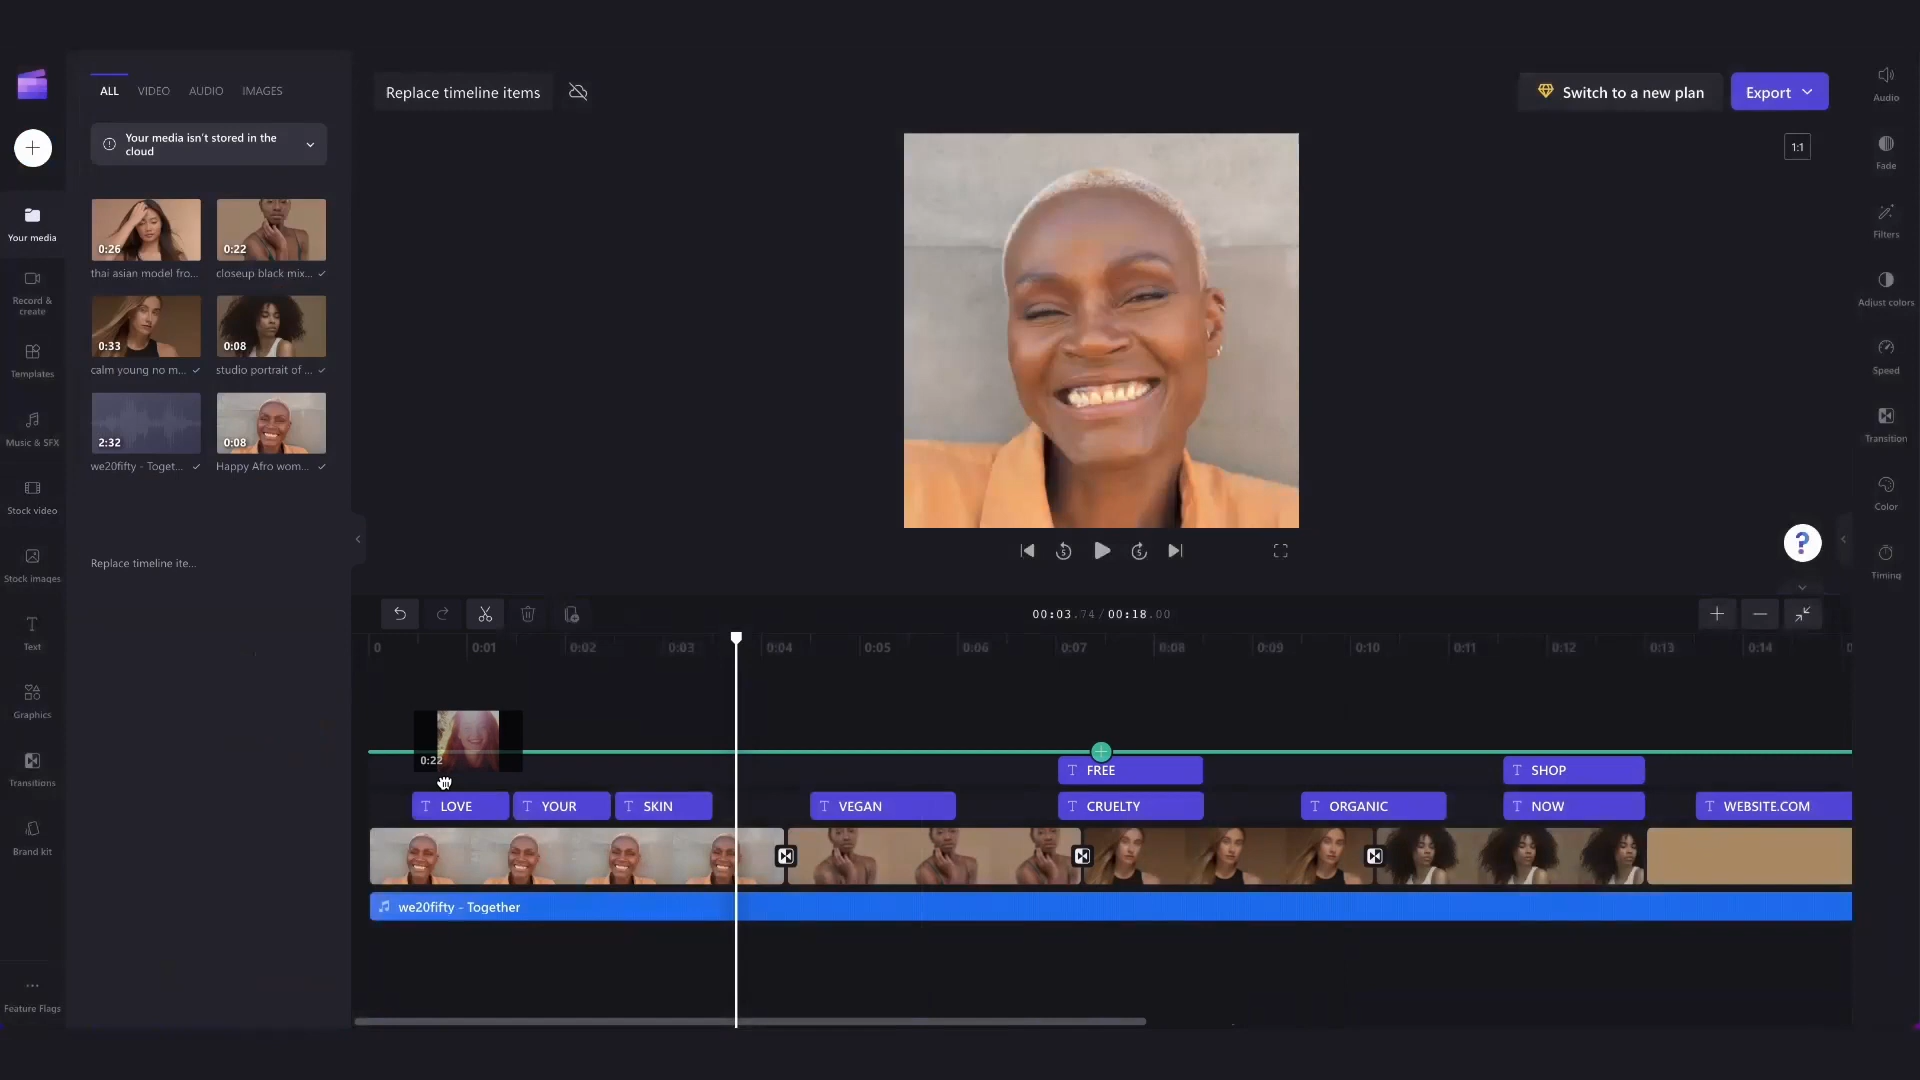 ALL VIDEO AUDIO IMAGES
Your media isn't stored in the
cloud
0:26
thai asian model fro...
0:22
closeup black mix...
0:33
calm young no m...
0:08
studio portrait of ...
2:32
we20fifty - Toget...
0:08
Happy Afro wom...
Replace timeline ite...
Your media
Record &
create
Templates
Music & SFX
Stock video
Stock images
Text
Graphics
Transitions
Brand kit
Feature Flags
Replace timeline items
Switch to a new plan
Export
1:1
5
5
?
Audio
Fade
Filters
Adjust colors
Speed
Transition
Color
Timing
00:03.74/00:18.00
0 0:01 0:02 0:03 0:04 0:05 0:06 0:07 0:08 0:09 0:10 0:11 0:12 0:13 0:14
0:22
T FREE
T SHOP
T LOVE
T YOUR
T SKIN
T VEGAN
T CRUELTY
T ORGANIC
T NOW
T WEBSITE.COM
we20fifty - Together